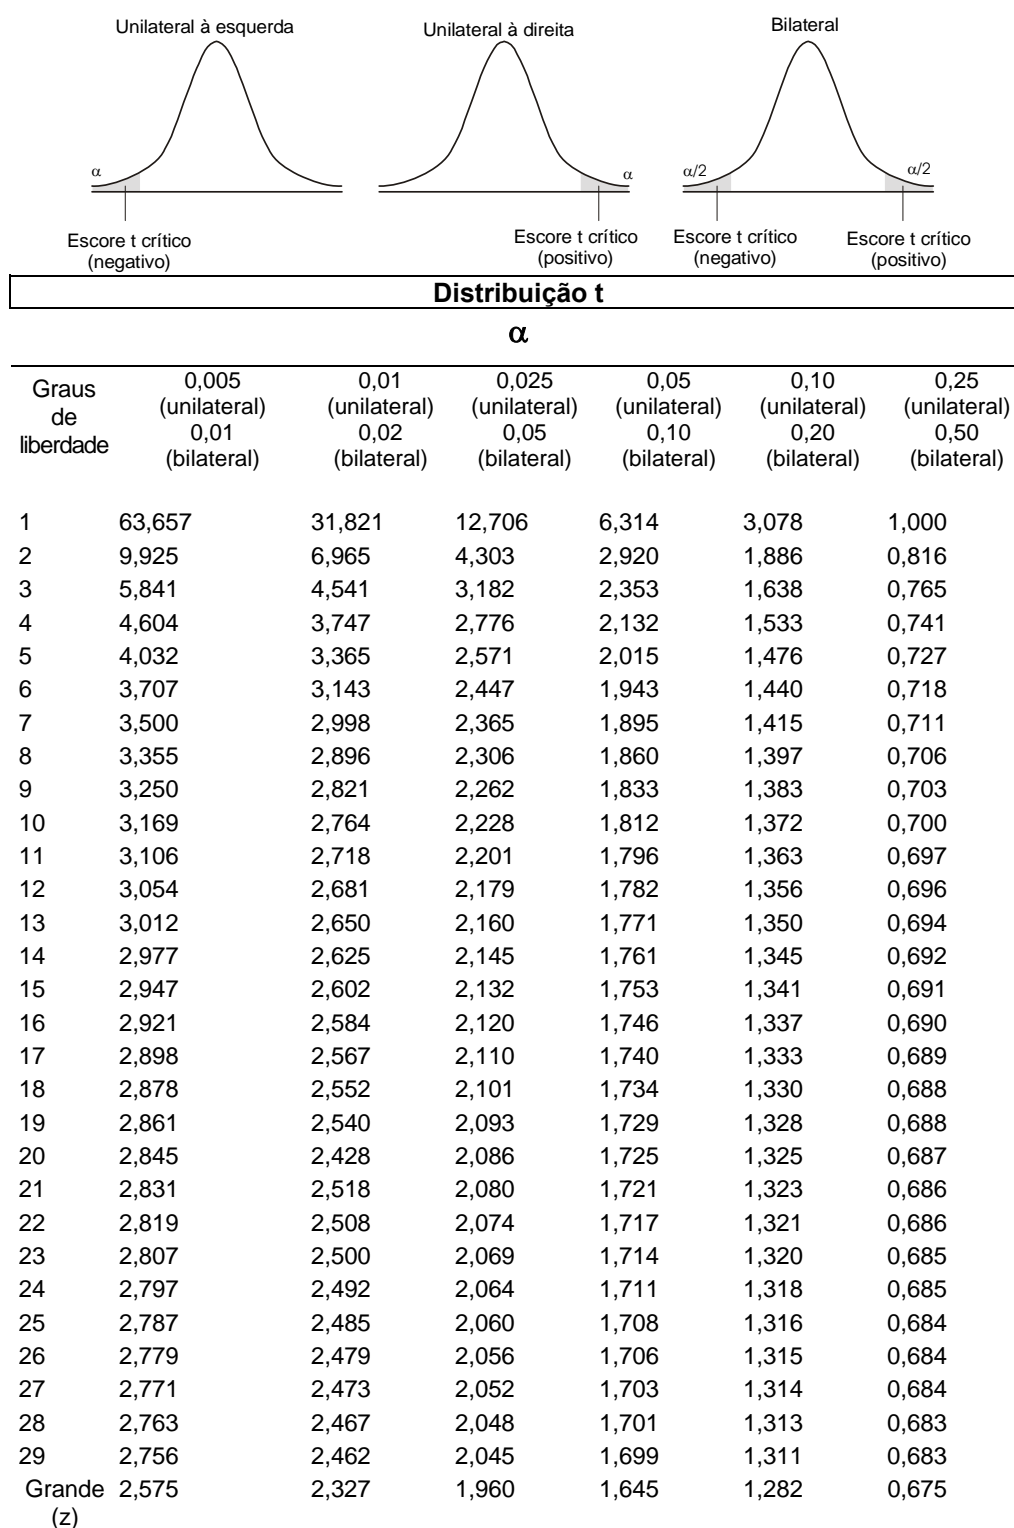 Unilateral à esquerda Unilateral à direita Bilateral
α α α/2 α/2
Escore t crítico Escore t crítico Escore t crítico Escore t crítico
(negativo) (positivo) (negativo) (positivo)
Distribuição t
α
Graus de liberdade 0,005 0,01 0,025 0,05 0,10 0,25
(unilateral) (unilateral) (unilateral) (unilateral) (unilateral) (unilateral)
0,01 0,02 0,05 0,10 0,20 0,50
(bilateral) (bilateral) (bilateral) (bilateral) (bilateral) (bilateral)
1 63,657 31,821 12,706 6,314 3,078 1,000
2 9,925 6,965 4,303 2,920 1,886 0,816
3 5,841 4,541 3,182 2,353 1,638 0,765
4 4,604 3,747 2,776 2,132 1,533 0,741
5 4,032 3,365 2,571 2,015 1,476 0,727
6 3,707 3,143 2,447 1,943 1,440 0,718
7 3,500 2,998 2,365 1,895 1,415 0,711
8 3,355 2,896 2,306 1,860 1,397 0,706
9 3,250 2,821 2,262 1,833 1,383 0,703
10 3,169 2,764 2,228 1,812 1,372 0,700
11 3,106 2,718 2,201 1,796 1,363 0,697
12 3,054 2,681 2,179 1,782 1,356 0,696
13 3,012 2,650 2,160 1,771 1,350 0,694
14 2,977 2,625 2,145 1,761 1,345 0,692
15 2,947 2,602 2,132 1,753 1,341 0,691
16 2,921 2,584 2,120 1,746 1,337 0,690
17 2,898 2,567 2,110 1,740 1,333 0,689
18 2,878 2,552 2,101 1,734 1,330 0,688
19 2,861 2,540 2,093 1,729 1,328 0,688
20 2,845 2,428 2,086 1,725 1,325 0,687
21 2,831 2,518 2,080 1,721 1,323 0,686
22 2,819 2,508 2,074 1,717 1,321 0,686
23 2,807 2,500 2,069 1,714 1,320 0,685
24 2,797 2,492 2,064 1,711 1,318 0,685
25 2,787 2,485 2,060 1,708 1,316 0,684
26 2,779 2,479 2,056 1,706 1,315 0,684
27 2,771 2,473 2,052 1,703 1,314 0,684
28 2,763 2,467 2,048 1,701 1,313 0,683
29 2,756 2,462 2,045 1,699 1,311 0,683
Grande 2,575 2,327 1,960 1,645 1,282 0,675
(z)